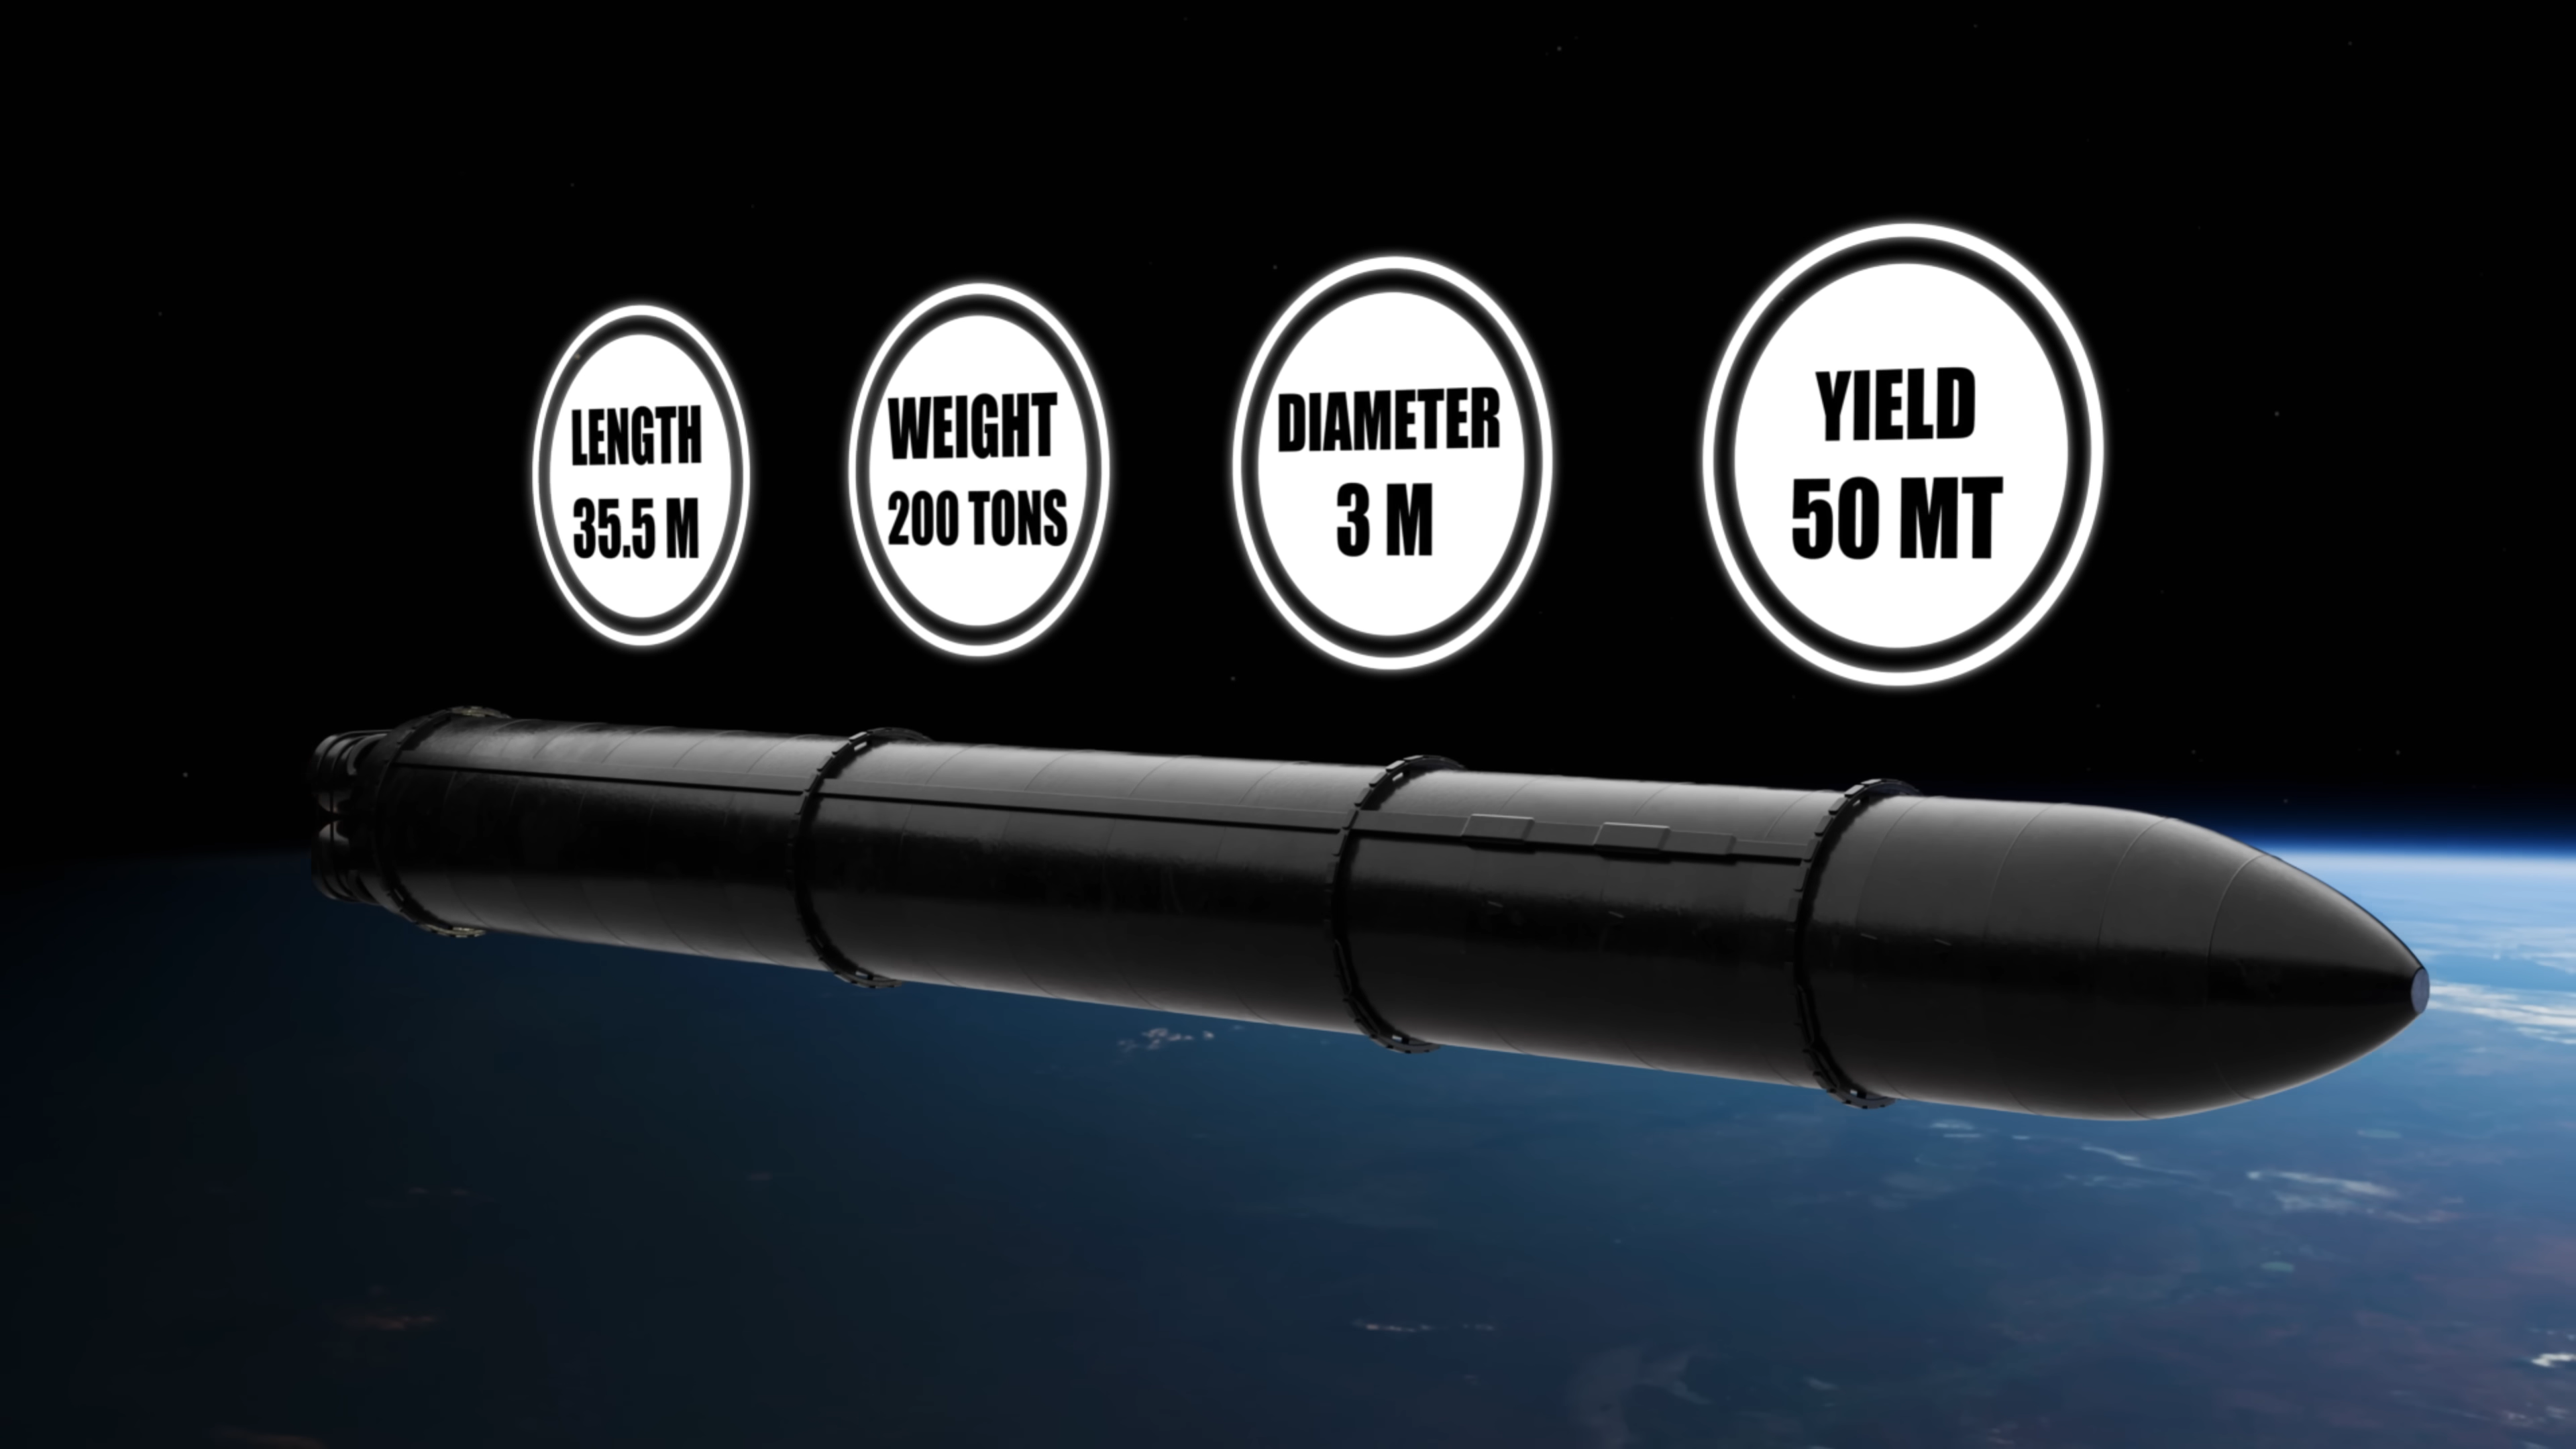 LENGTH
35.5 M
WEIGHT
200 TONS
DIAMETER
3 M
YIELD
50 MT